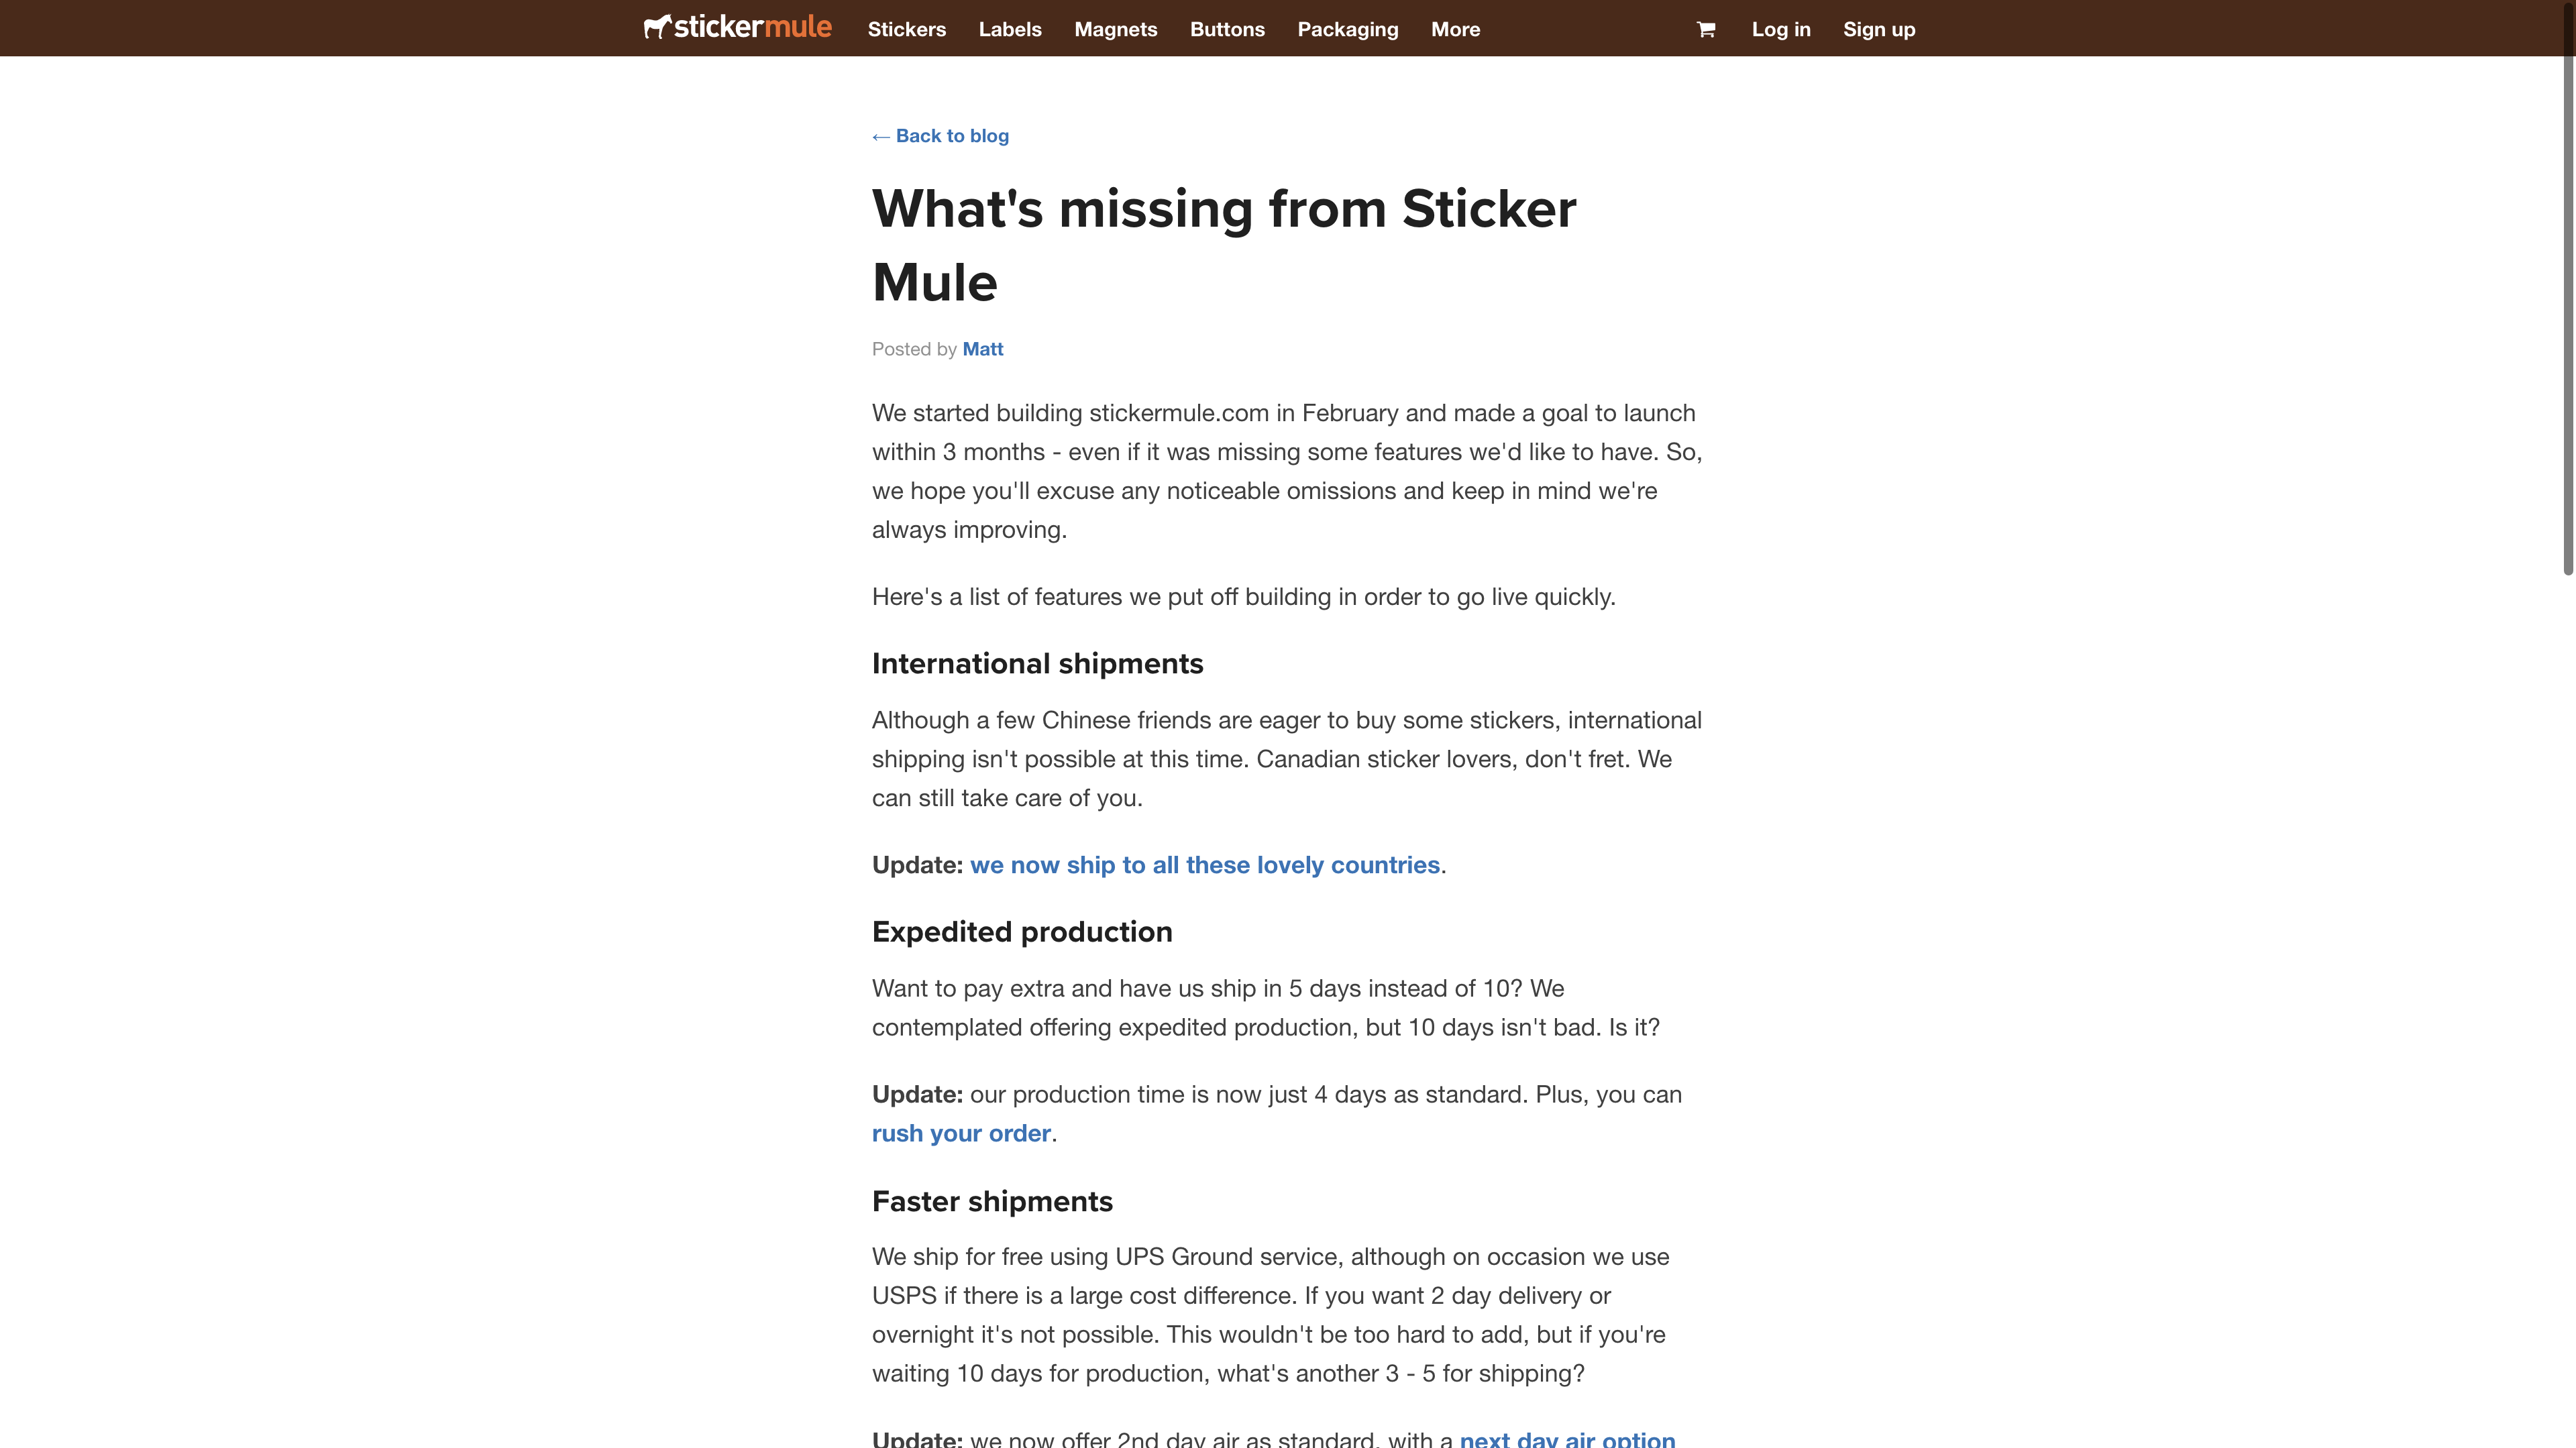 stickermule Stickers Labels Magnets Buttons Packaging More Log in Sign up
← Back to blog
What's missing from Sticker
Mule
Posted by Matt
We started building stickermule.com in February and made a goal to launch
within 3 months - even if it was missing some features we'd like to have. So,
we hope you'll excuse any noticeable omissions and keep in mind we're
always improving.
Here's a list of features we put off building in order to go live quickly.
International shipments
Although a few Chinese friends are eager to buy some stickers, international
shipping isn't possible at this time. Canadian sticker lovers, don't fret. We
can still take care of you.
Update: we now ship to all these lovely countries.
Expedited production
Want to pay extra and have us ship in 5 days instead of 10? We
contemplated offering expedited production, but 10 days isn't bad. Is it?
Update: our production time is now just 4 days as standard. Plus, you can
rush your order.
Faster shipments
We ship for free using UPS Ground service, although on occasion we use
USPS if there is a large cost difference. If you want 2 day delivery or
overnight it's not possible. This wouldn't be too hard to add, but if you're
waiting 10 days for production, what's another 3 - 5 for shipping?
Update: we now offer 2nd day air as standard, with a next day air option